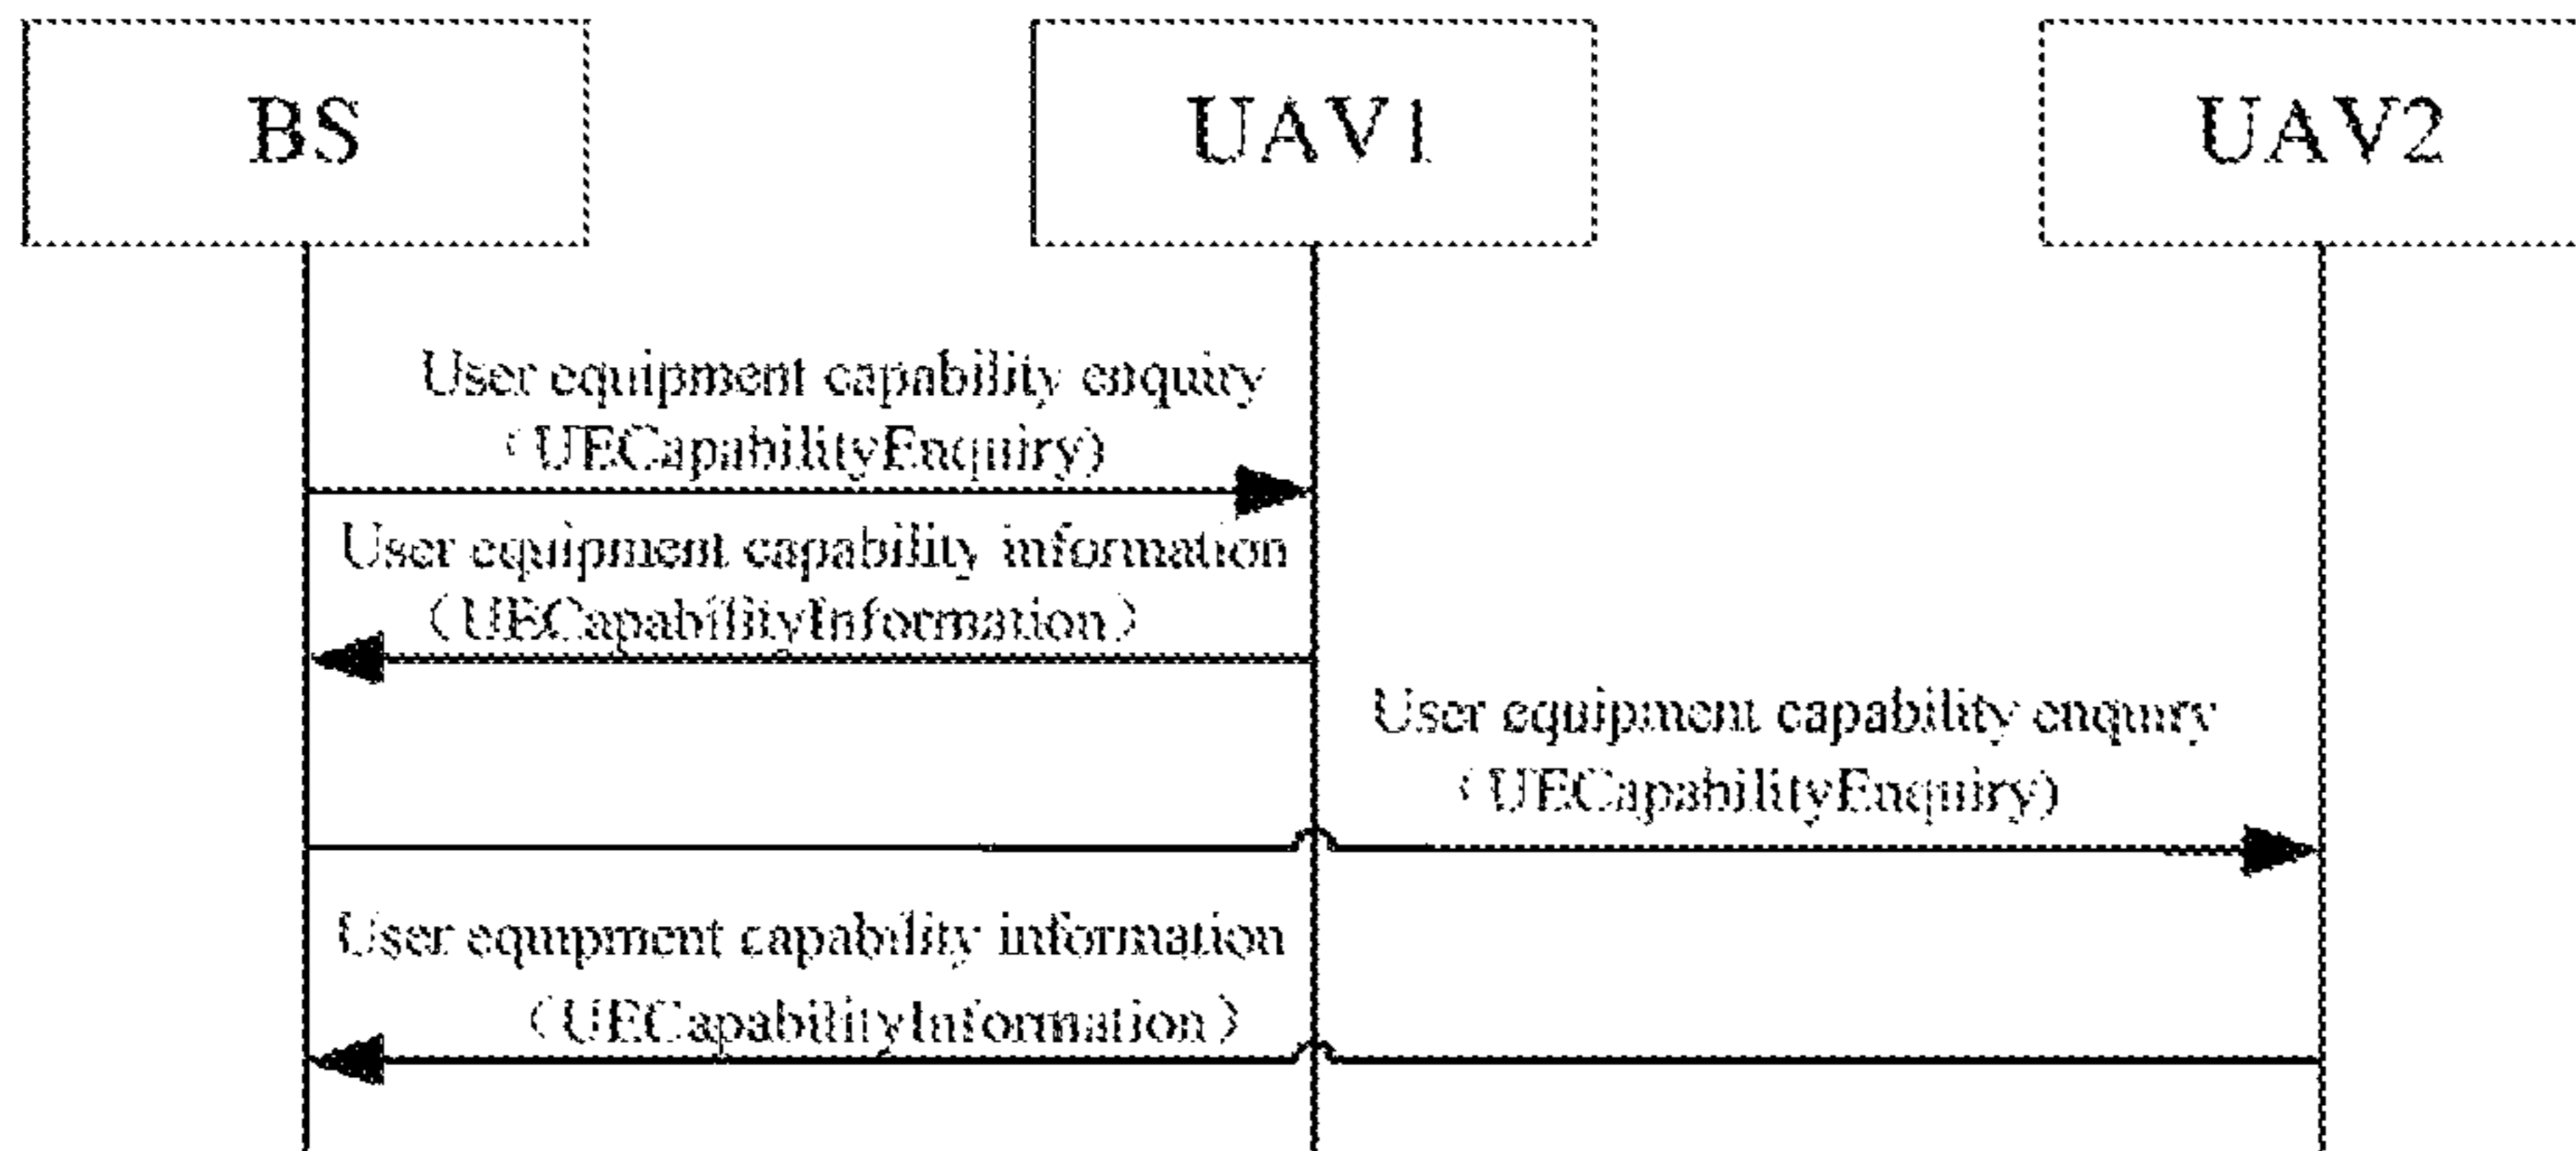 BS
UAV1
UAV2
User equipment capability enquiry
(UECapabilityEnquiry)
User equipment capability information
（UECapabilityInformation）
User equipment capability enquiry
(UECapabilityEnquiry)
User equipment capability information
（UECapabilityInformation）